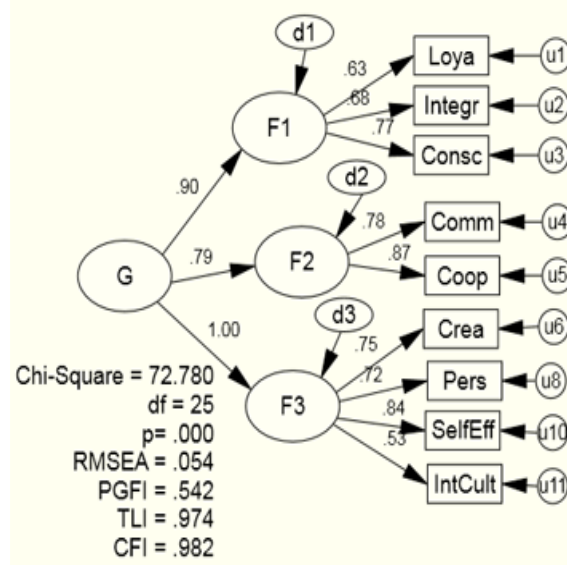 d1
.63
Loya
u1
F1
.68
Integr
u2
.77
Consc
u3
.90
d2
.78
Comm
u4
.79
F2
.87
Coop
u5
G
d3
Crea
u6
1.00
.75
.72
Pers
u8
F3
.84
SelfEff
u10
.53
IntCult
u11
Chi-Square = 72.780
df = 25
p= .000
RMSEA = .054
PGFI = .542
TLI = .974
CFI = .982